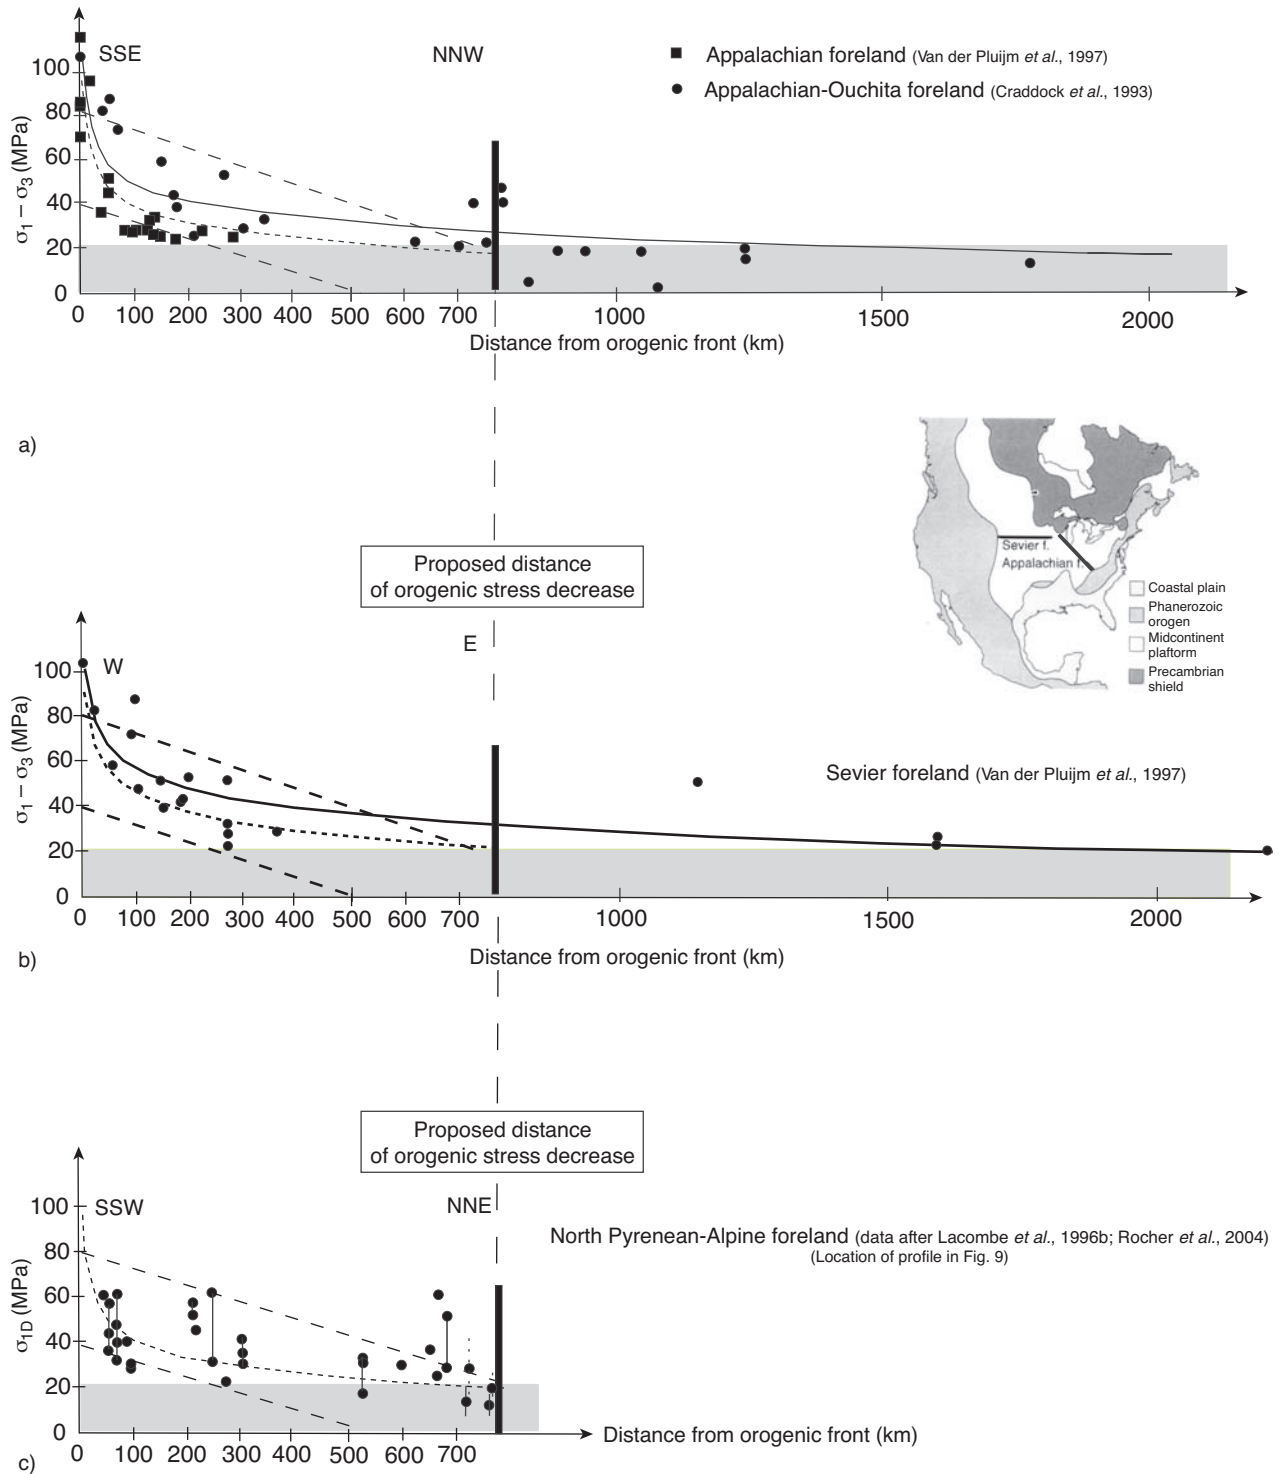 SSE
NNW
Appalachian foreland (Van der Pluijm et al., 1997)
Appalachian-Ouchita foreland (Craddock et al., 1993)
σ1 – σ3 (MPa)
100
80
60
40
20
0
0 100 200 300 400 500 600 700 1000 1500 2000
Distance from orogenic front (km)
a)
Proposed distance
of orogenic stress decrease
Sevier f.
Appalachian f.
Coastal plain
Phanerozoic
orogen
Midcontinent
plaftorm
Precambrian
shield
W
E
Sevier foreland (Van der Pluijm et al., 1997)
σ1 – σ3 (MPa)
100
80
60
40
20
0
0 100 200 300 400 500 600 700 1000 1500 2000
Distance from orogenic front (km)
b)
Proposed distance
of orogenic stress decrease
SSW
NNE
North Pyrenean-Alpine foreland (data after Lacombe et al., 1996b; Rocher et al., 2004)
(Location of profile in Fig. 9)
σ1D (MPa)
100
80
60
40
20
0
0 100 200 300 400 500 600 700
Distance from orogenic front (km)
c)